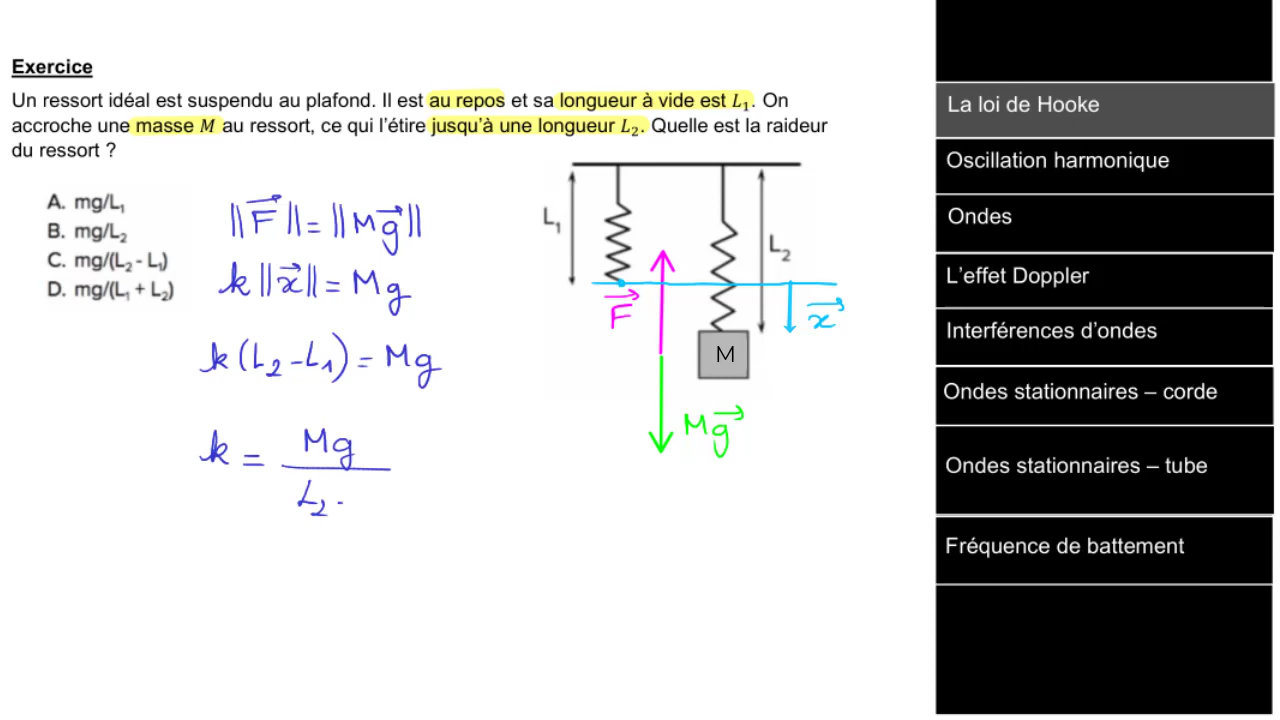 Exercice
Un ressort idéal est suspendu au plafond. Il est au repos et sa longueur à vide est L₁. On
accroche une masse M au ressort, ce qui l'étire jusqu'à une longueur L₂. Quelle est la raideur
du ressort ?
A. mg/L₁
B. mg/L₂
C. mg/(L₂ - L₁)
D. mg/(L₁ + L₂)
||F⃗|| = ||Mg⃗||
k||x⃗|| = Mg
k(L₂ - L₁) = Mg
k = Mg
L₂ -
L₁
L₂
F⃗
x⃗
M
Mg⃗
La loi de Hooke
Oscillation harmonique
Ondes
L'effet Doppler
Interférences d'ondes
Ondes stationnaires – corde
Ondes stationnaires – tube
Fréquence de battement